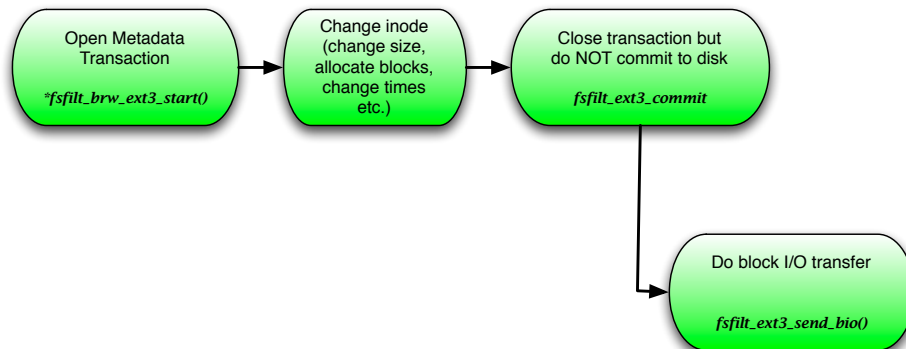 Open Metadata
Transaction
*fsfilt_brw_ext3_start()
Change inode
(change size,
allocate blocks,
change times
etc.)
Close transaction but
do NOT commit to disk
fsfilt_ext3_commit
Do block I/O transfer
fsfilt_ext3_send_bio()